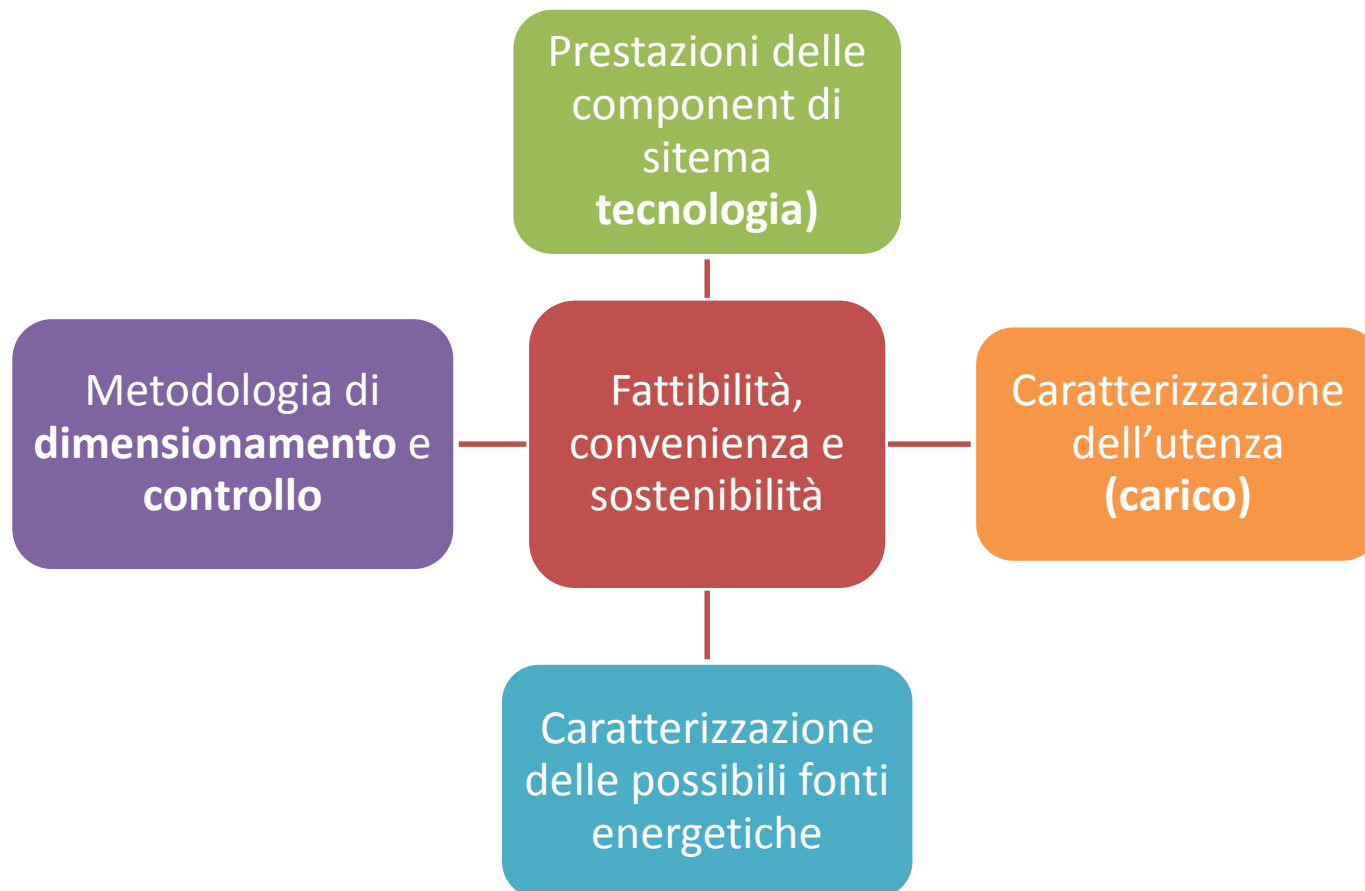 Prestazioni delle
component di
sitema
tecnologia)
Metodologia di
dimensionamento e
controllo
Fattibilità,
convenienza e
sostenibilità
Caratterizzazione
dell’utenza
(carico)
Caratterizzazione
delle possibili fonti
energetiche